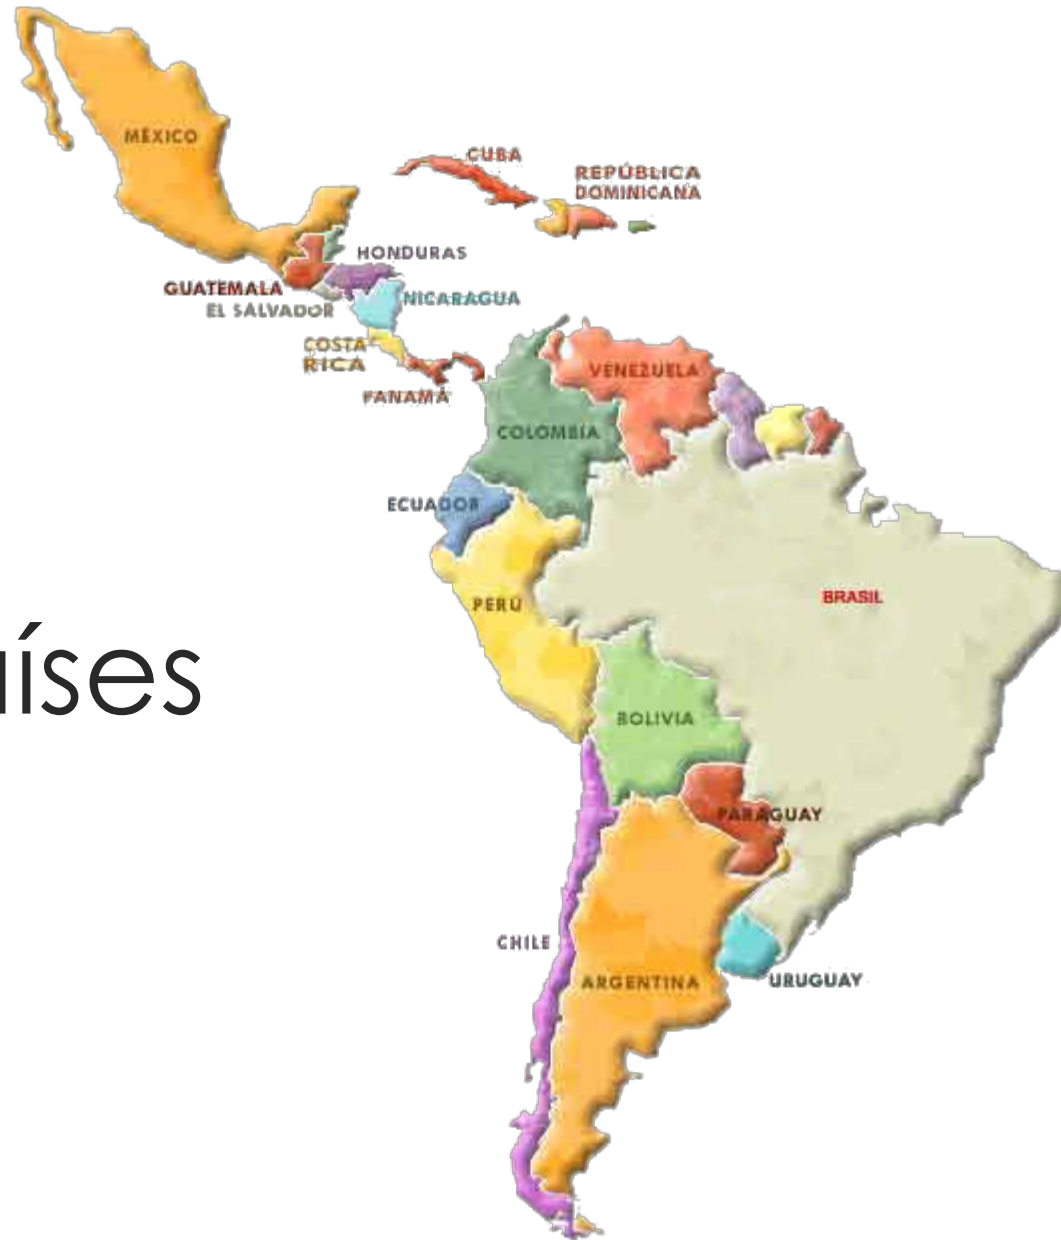 MÉXICO
CUBA
REPÚBLICA
DOMINICANA
HONDURAS
GUATEMALA
EL SALVADOR
NICARAGUA
COSTA
RICA
PANAMÁ
VENEZUELA
COLOMBIA
ECUADOR
PERÚ
BRASIL
aíses
BOLIVIA
PARAGUAY
CHILE
ARGENTINA
URUGUAY